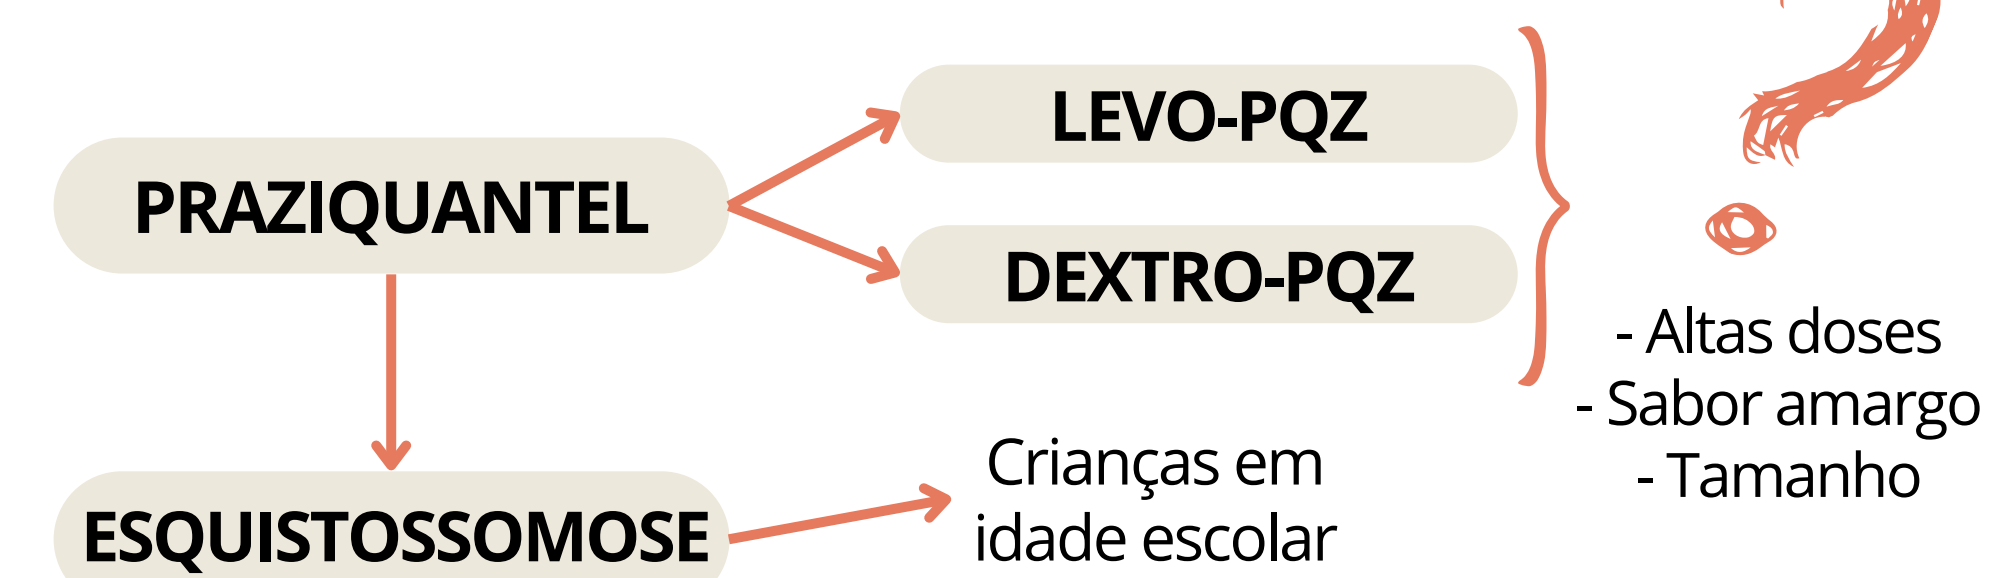 PRAZIQUANTEL
LEVO-PQZ
DEXTRO-PQZ
- Altas doses
- Sabor amargo
- Tamanho
ESQUISTOSSOMOSE
Crianças em
idade escolar